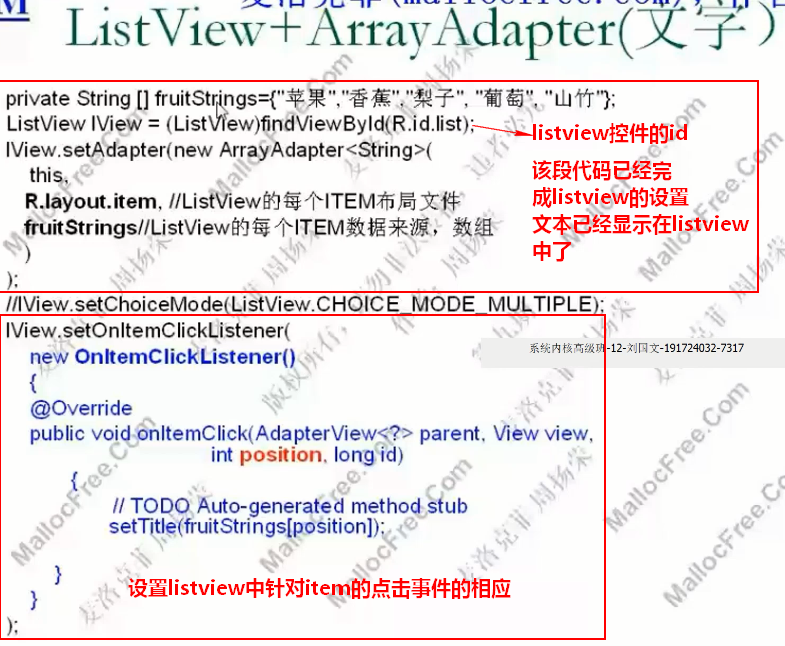 ListView+ArrayAdapter(文字)
private String [] fruitStrings={"苹果","香蕉","梨子", "葡萄", "山竹"};
ListView lView = (ListView)findViewById(R.id.list);
listview控件的id
lView.setAdapter(new ArrayAdapter<String>(
this,
R.layout.item, //ListView的每个ITEM布局文件
fruitStrings//ListView的每个ITEM数据来源，数组
)
);
该段代码已经完
成listview的设置
文本已经显示在listview
中了
//lView.setChoiceMode(ListView.CHOICE_MODE_MULTIPLE);
lView.setOnItemClickListener(
new OnItemClickListener()
{
@Override
public void onItemClick(AdapterView<?> parent, View view,
int position, long id)
{
// TODO Auto-generated method stub
setTitle(fruitStrings[position]);
}
}
);
设置listview中针对item的点击事件的相应
系统内核高级班-12-刘国文-191724032-7317
MallocFree.Com
麦洛克菲 周扬荣